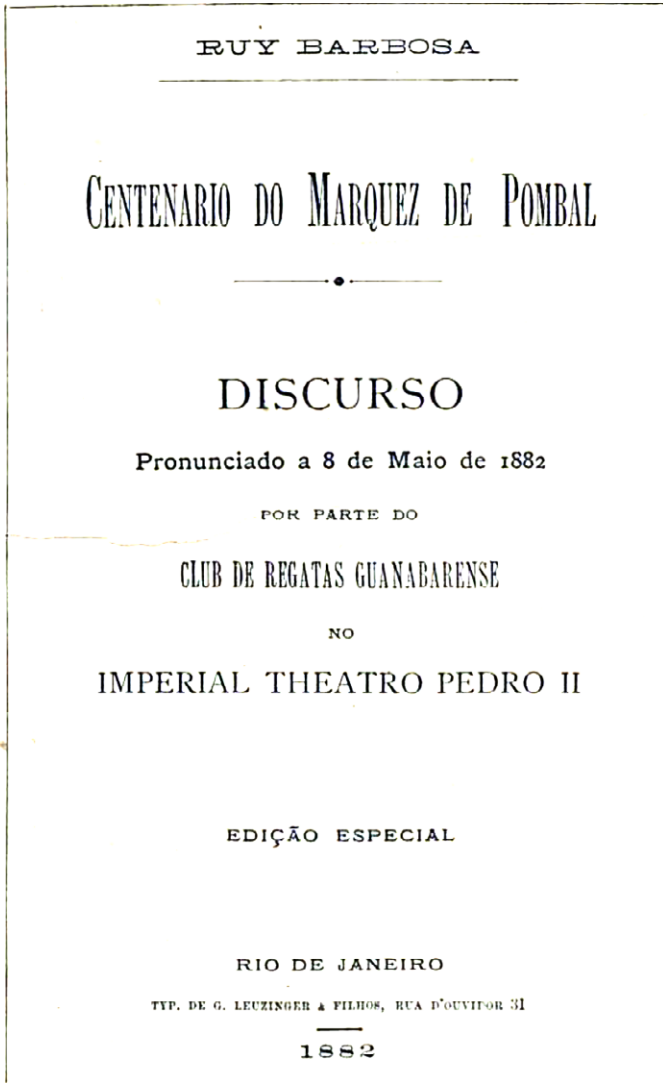 RUY BARBOSA
CENTENARIO DO MARQUEZ DE POMBAL
DISCURSO
Pronunciado a 8 de Maio de 1882
POR PARTE DO
CLUB DE REGATAS GUANABARENSE
NO
IMPERIAL THEATRO PEDRO II
EDIÇÃO ESPECIAL
RIO DE JANEIRO
TYP. DE G. LEUZINGER & FILHOS, RUA D'OUVIDOR 31
1882